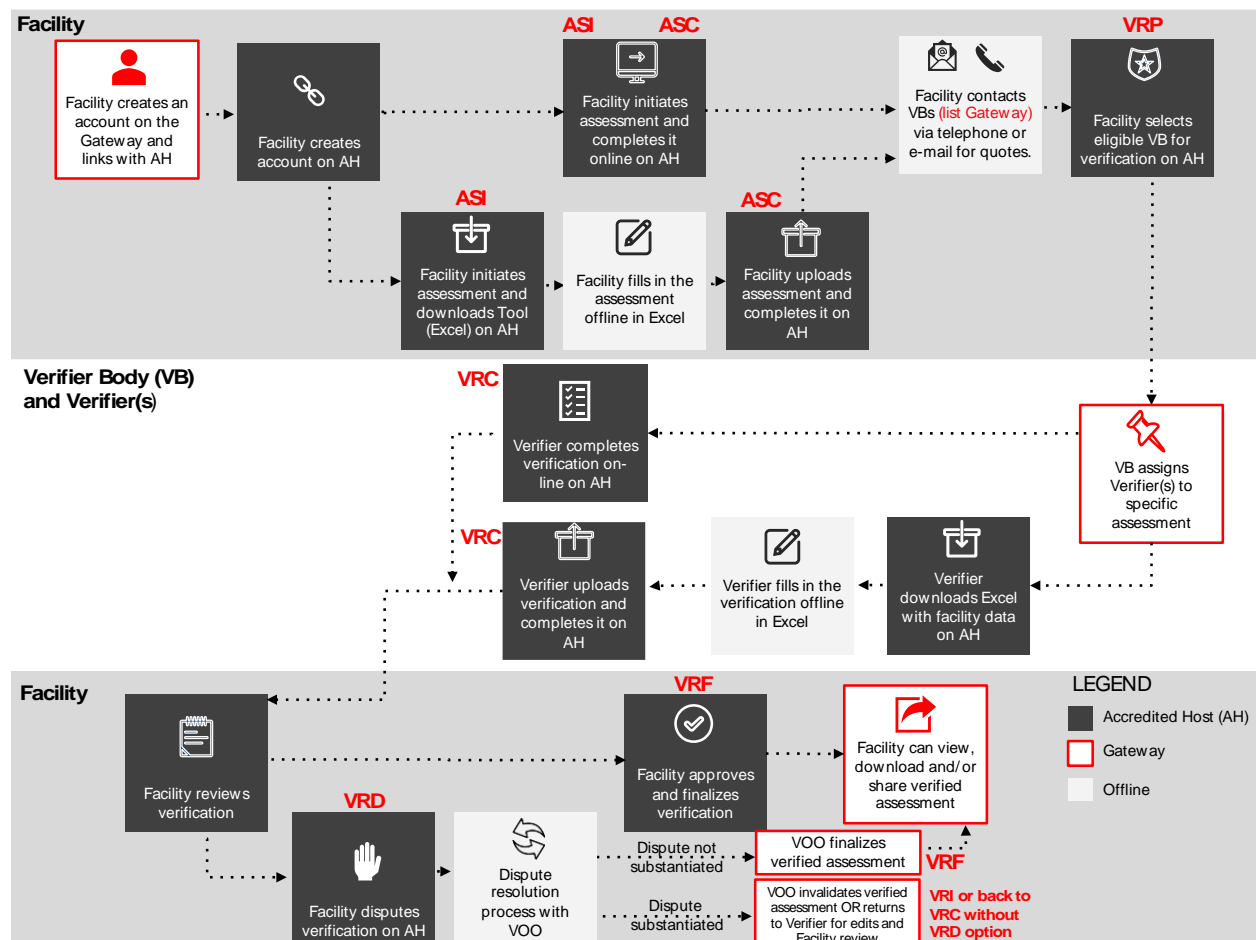 Facility
ASI
ASC
VRP
Facility creates an
account on the
Gateway and
links with AH
Facility creates
account on AH
Facility initiates
assessment and
completes it
online on AH
Facility contacts
VBs (list Gateway)
via telephone or
e-mail for quotes.
Facility selects
eligible VB for
verification on AH
ASI
ASC
Facility initiates
assessment and
downloads Tool
(Excel) on AH
Facility fills in the
assessment
offline in Excel
Facility uploads
assessment and
completes it on
AH
Verifier Body (VB)
and Verifier(s)
VRC
Verifier completes
verification on-
line on AH
VB assigns
Verifier(s) to
specific
assessment
VRC
Verifier uploads
verification and
completes it on
AH
Verifier fills in the
verification offline
in Excel
Verifier
downloads Excel
with facility data
on AH
Facility
VRF
Facility reviews
verification
Facility approves
and finalizes
verification
Facility can view,
download and/or
share verified
assessment
LEGEND
Accredited Host (AH)
Gateway
Offline
VRD
Facility disputes
verification on AH
Dispute
resolution
process with
VOO
Dispute not
substantiated
VOO finalizes
verified assessment
VRF
Dispute
substantiated
VOO invalidates verified
assessment OR returns
to Verifier for edits and
Facility review
VRI or back to
VRC without
VRD option